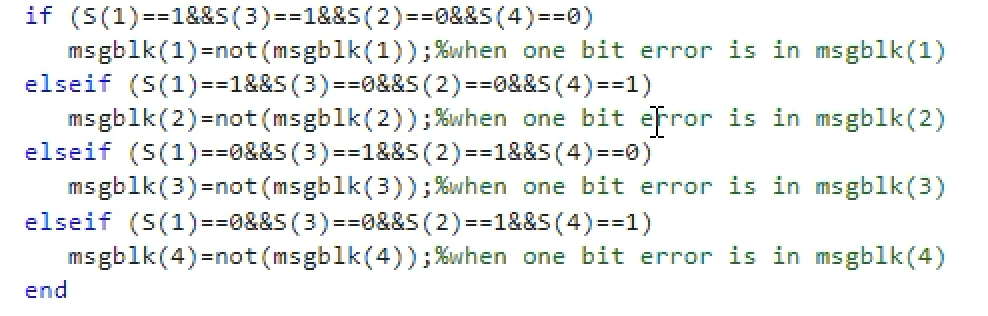 if (S(1)==1&&S(3)==1&&S(2)==0&&S(4)==0)
msgblk(1)=not(msgblk(1));%when one bit error is in msgblk(1)
elseif (S(1)==1&&S(3)==0&&S(2)==0&&S(4)==1)
msgblk(2)=not(msgblk(2));%when one bit error is in msgblk(2)
elseif (S(1)==0&&S(3)==1&&S(2)==1&&S(4)==0)
msgblk(3)=not(msgblk(3));%when one bit error is in msgblk(3)
elseif (S(1)==0&&S(3)==0&&S(2)==1&&S(4)==1)
msgblk(4)=not(msgblk(4));%when one bit error is in msgblk(4)
end